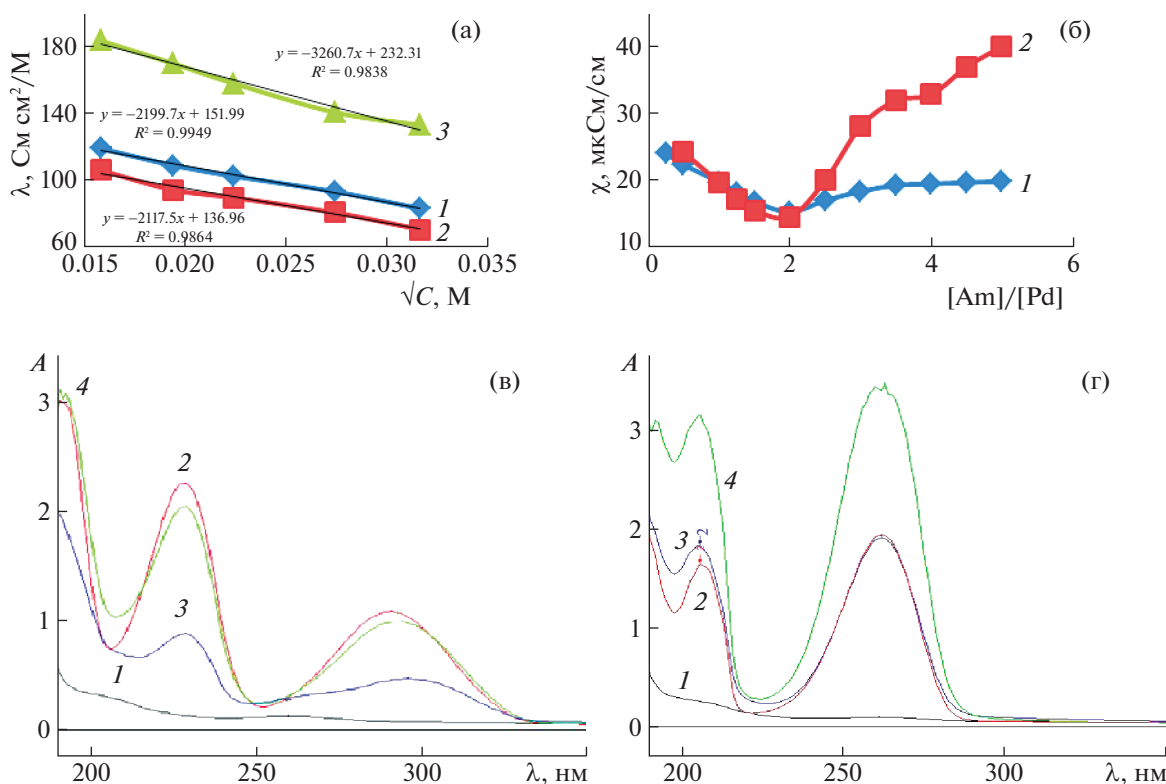 (а)
λ, См см²/М
180
140
100
60
y = −3260.7x + 232.31
R² = 0.9838
y = −2199.7x + 151.99
R² = 0.9949
y = −2117.5x + 136.96
R² = 0.9864
3
1
2
0.015 0.020 0.025 0.030 0.035
√C, М
(б)
χ, мкСм/см
40
30
20
10
2
1
0 2 4 6
[Am]/[Pd]
(в)
A
3
2
1
0
4
2
3
1
200 250 300
λ, нм
(г)
A
3
2
1
0
4
3
2
2
1
200 250 300
λ, нм